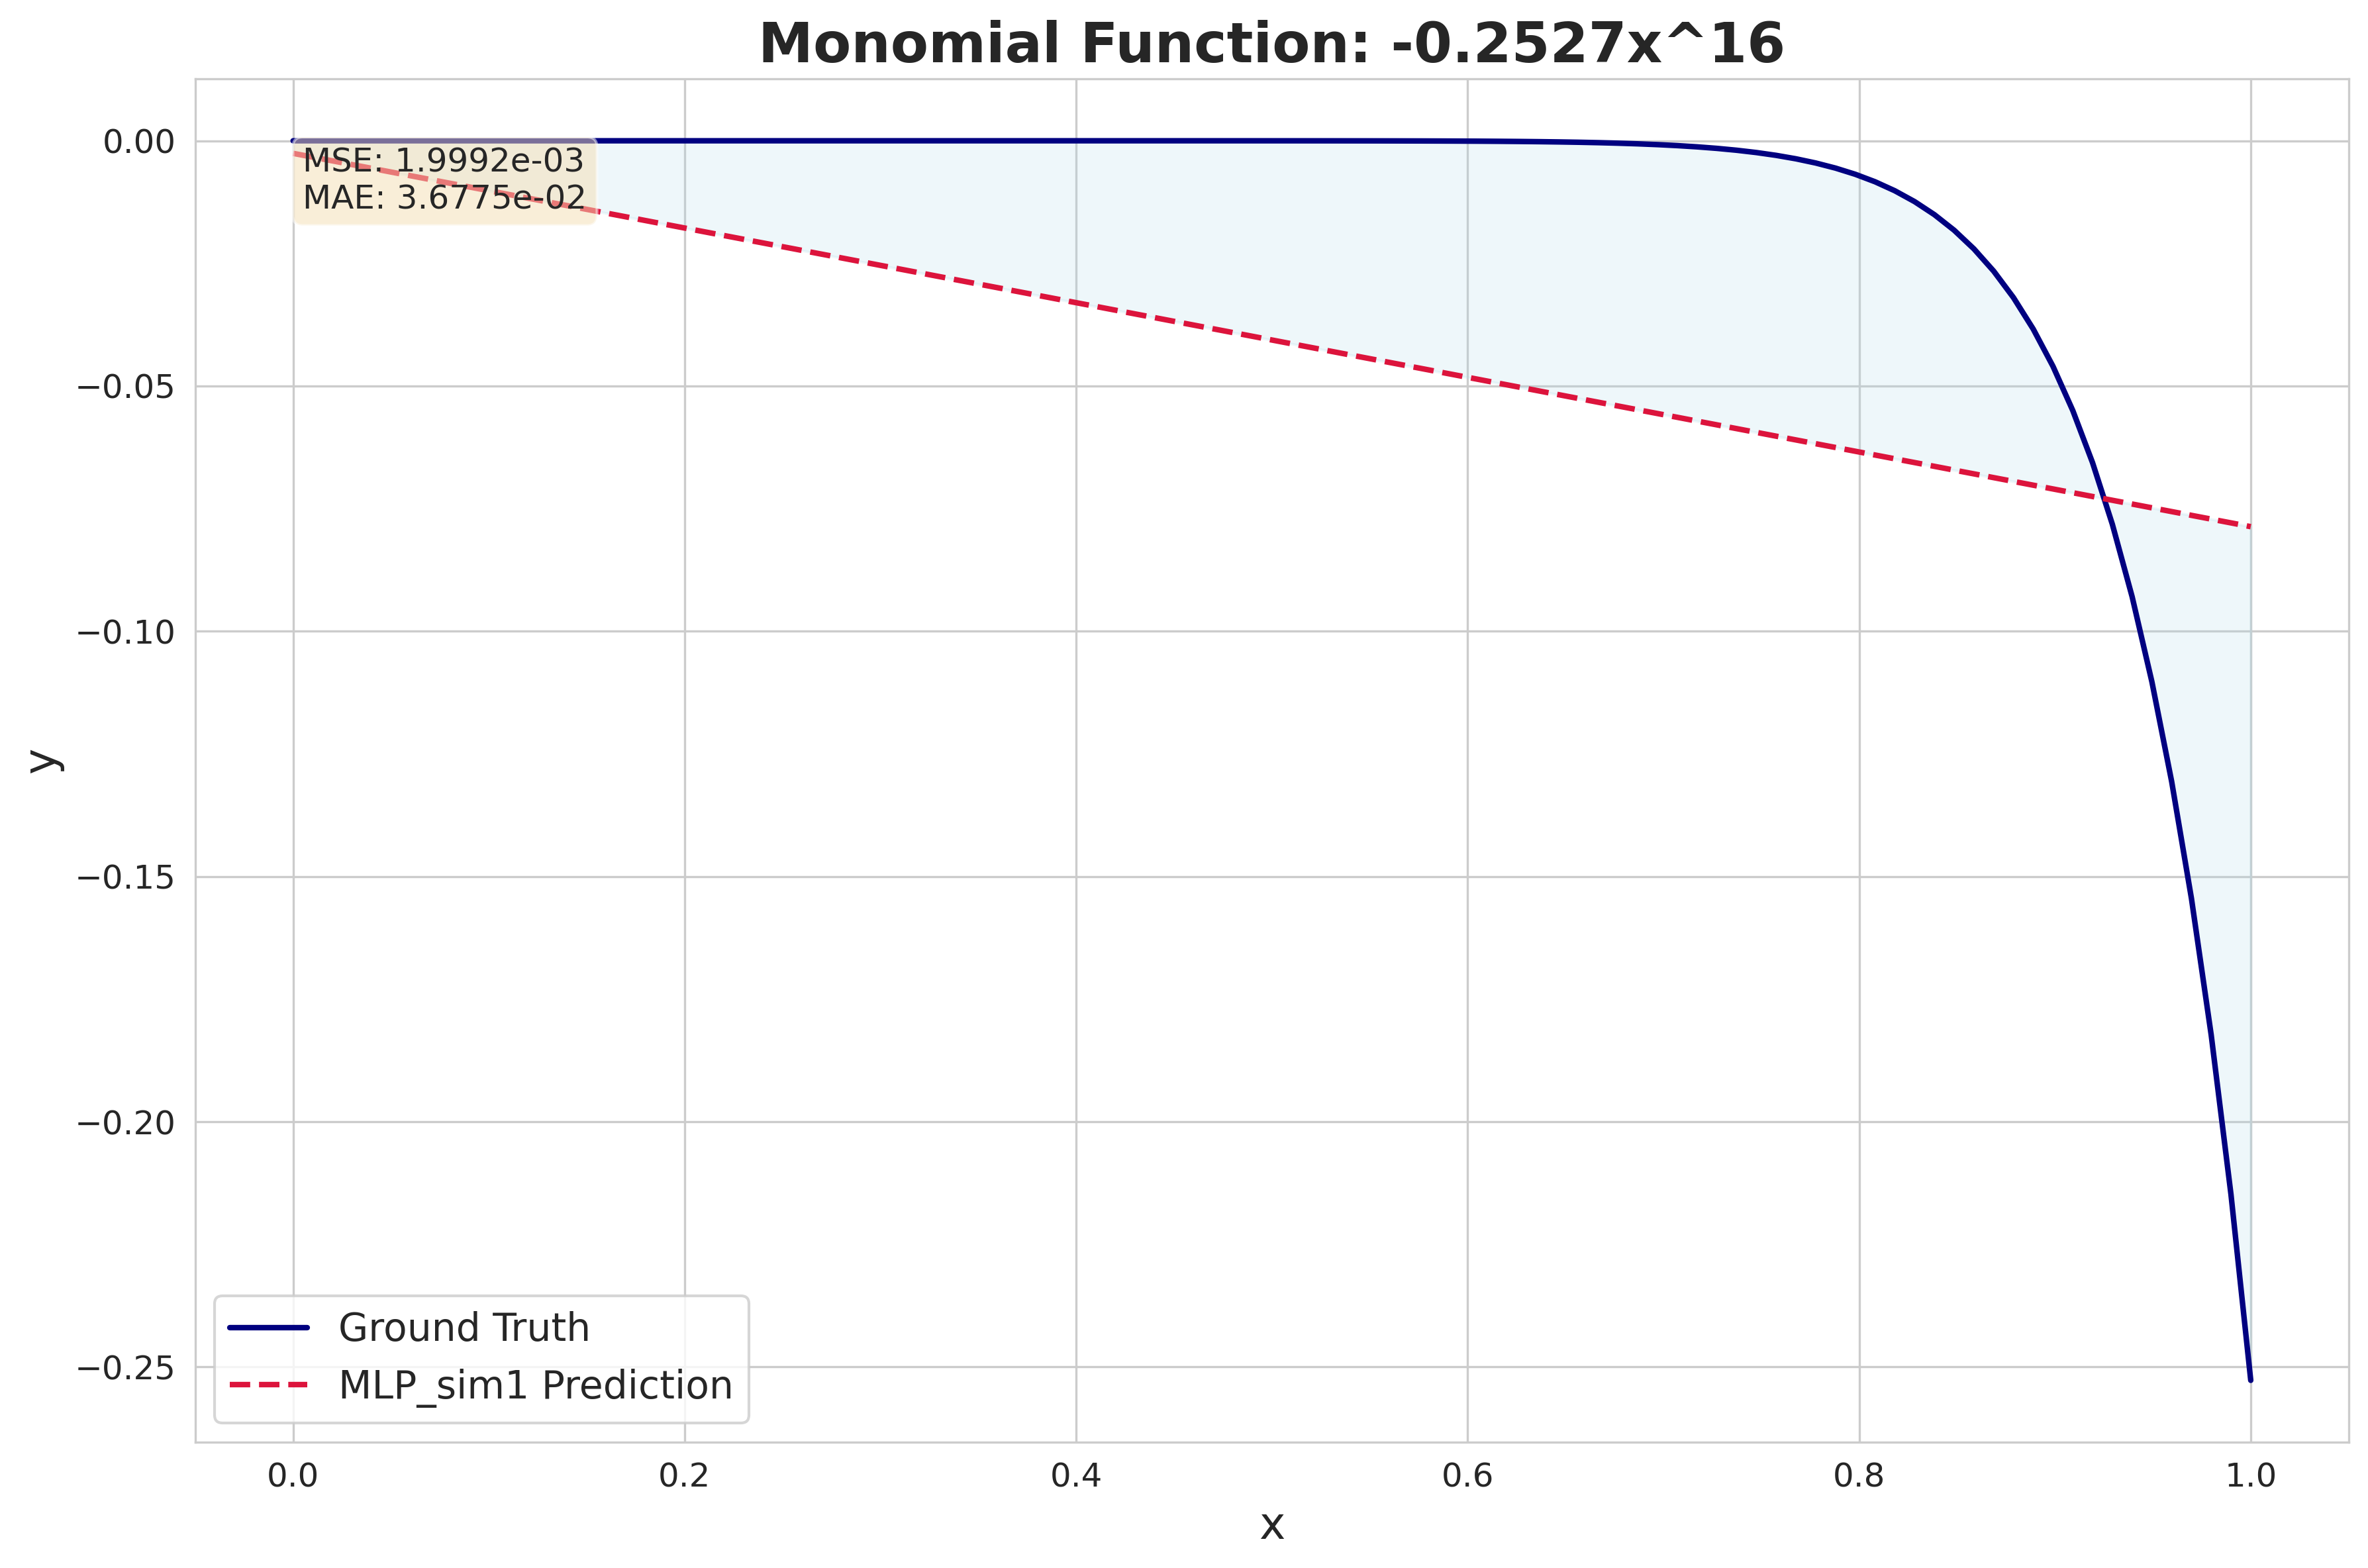 Monomial Function: -0.2527x^16
0.00
−0.05
−0.10
−0.15
−0.20
−0.25
y
MSE: 1.9992e-03
MAE: 3.6775e-02
Ground Truth
MLP_sim1 Prediction
0.0 0.2 0.4 0.6 0.8 1.0
x